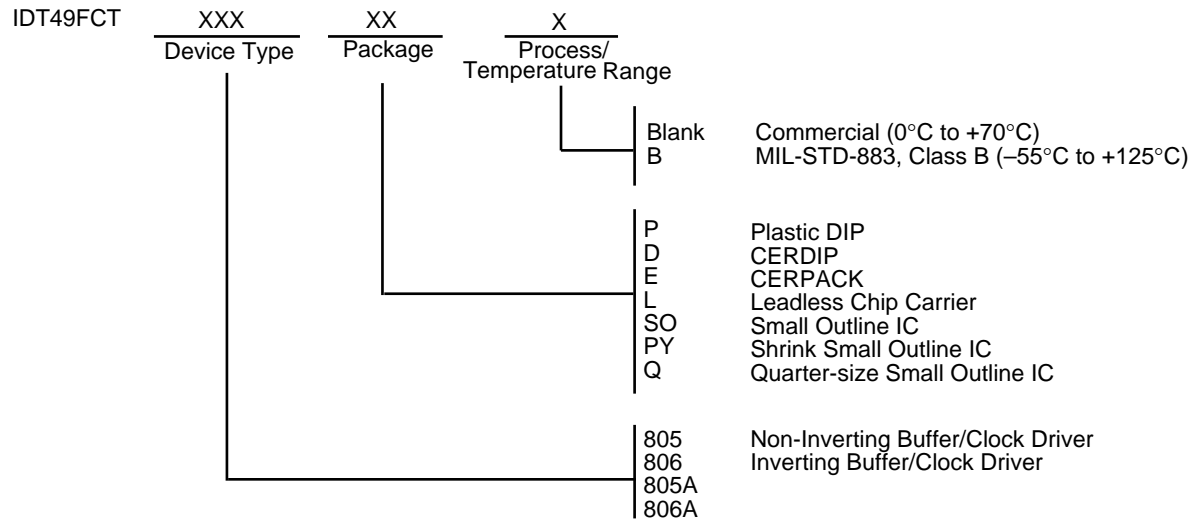 IDT49FCT XXX XX X
Device Type Package Process/
Temperature Range
Blank Commercial (0°C to +70°C)
B MIL-STD-883, Class B (–55°C to +125°C)
P Plastic DIP
D CERDIP
E CERPACK
L Leadless Chip Carrier
SO Small Outline IC
PY Shrink Small Outline IC
Q Quarter-size Small Outline IC
805 Non-Inverting Buffer/Clock Driver
806 Inverting Buffer/Clock Driver
805A
806A